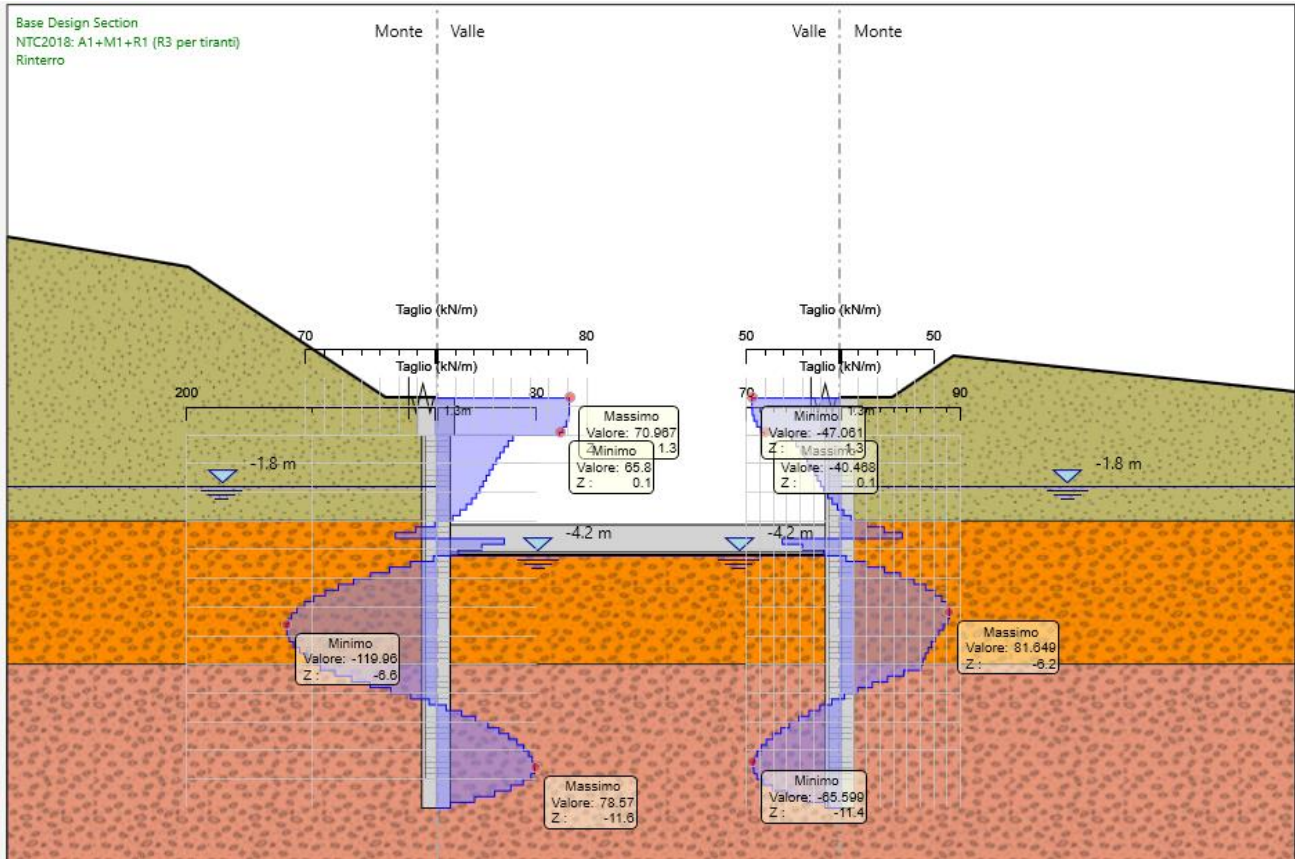 Base Design Section
NTC2018: A1+M1+R1 (R3 per tiranti)
Rinterro
Monte Valle
Valle Monte
Taglio (kN/m)
Taglio (kN/m)
70 80
50 50
Taglio (kN/m)
Taglio (kN/m)
200 80
70 90
1.3m
1.3m
Massimo
Valore: 70.967
Z : 1.3
Minimo
Valore: 65.8
Z : 0.1
Minimo
Valore: -47.061
Z : 1.3
Massimo
Valore: -40.468
Z : 0.1
-1.8 m
-1.8 m
-4.2 m
-4.2 m
Minimo
Valore: -119.96
Z : -6.6
Massimo
Valore: 81.649
Z : -6.2
Massimo
Valore: 78.57
Z : -11.6
Minimo
Valore: -65.599
Z : -11.4